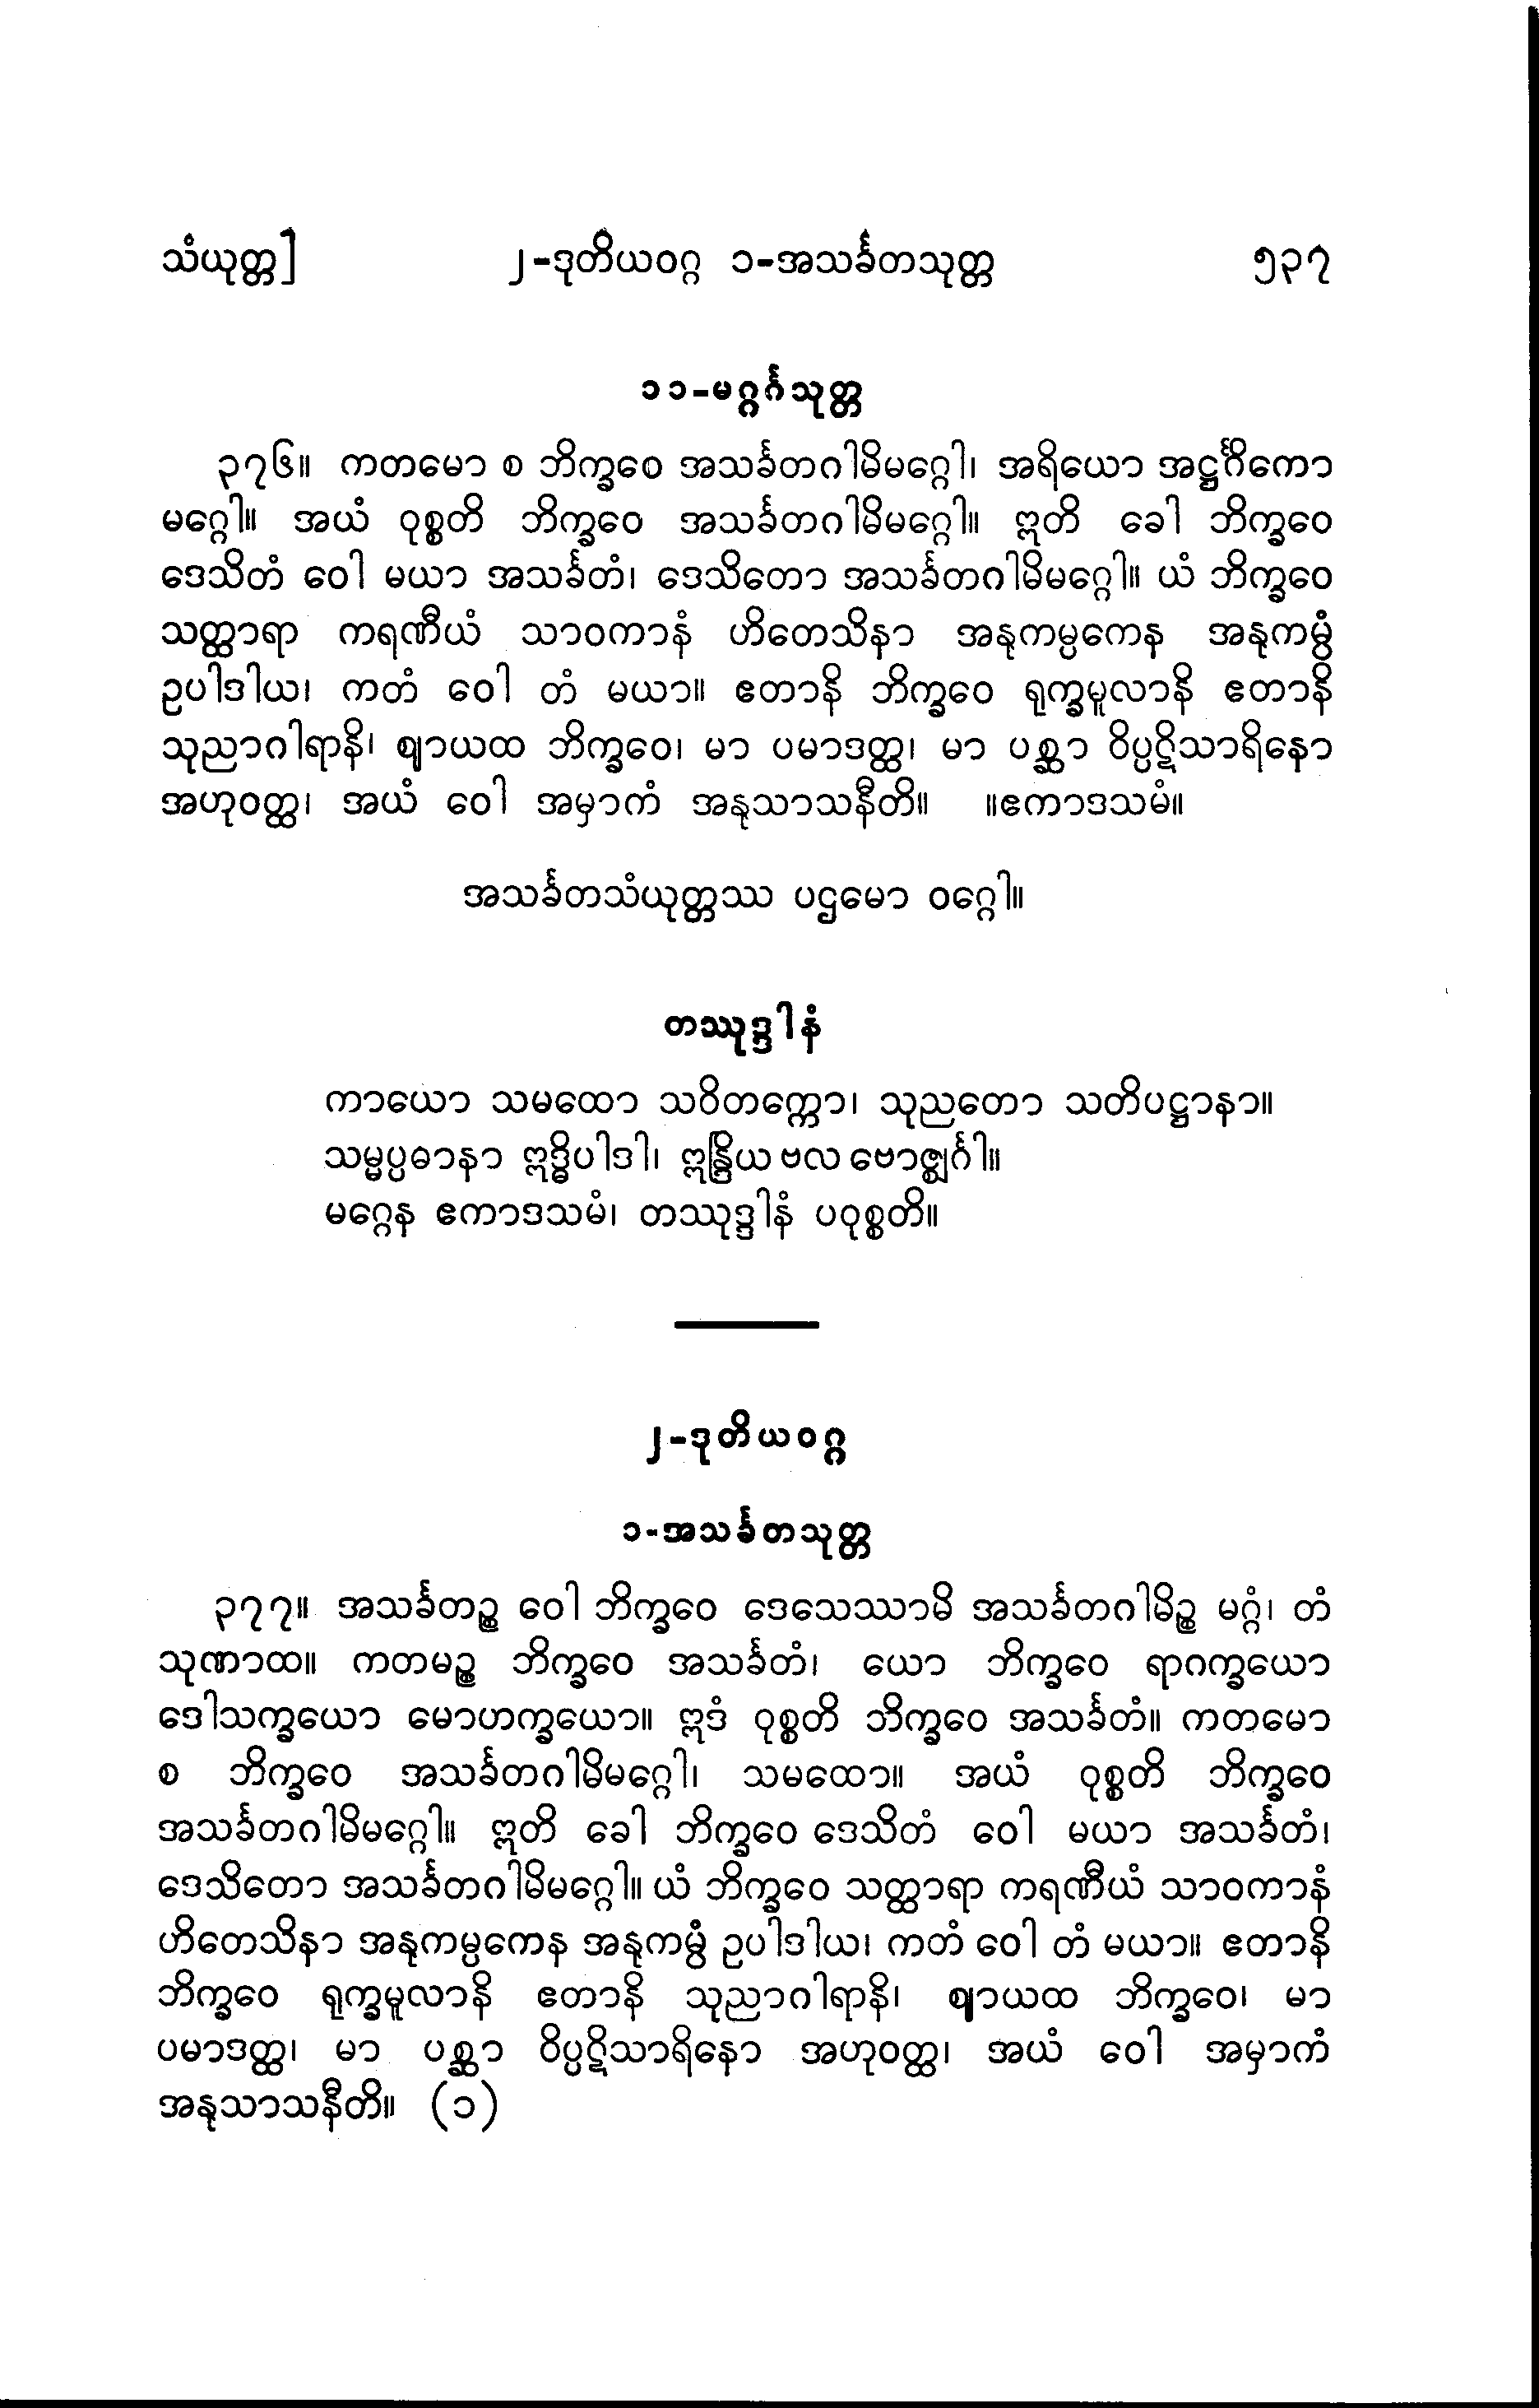 သံယုတ္တ] ၂-ဒုတိယဝဂ္ဂ ၁-အသင်္ခတသုတ္တ ၅၃၇
၁၁-မဂ္ဂင်္ဂသုတ္တ
၃၇၆။ ကတမော စ ဘိက္ခဝေ အသင်္ခတဂါမိမဂ္ဂေါ၊ အရိယော အဋ္ဌင်္ဂိကော
မဂ္ဂေါ။ အယံ ဝုစ္စတိ ဘိက္ခဝေ အသင်္ခတဂါမိမဂ္ဂေါ။ ဣတိ ခေါ ဘိက္ခဝေ
ဒေသိတံ ဝေါ မယာ အသင်္ခတံ၊ ဒေသိတော အသင်္ခတဂါမိမဂ္ဂေါ။ ယံ ဘိက္ခဝေ
သတ္ထာရာ ကရဏီယံ သာဝကာနံ ဟိတေသိနာ အနုကမ္ပကေန အနုကမ္ပံ
ဥပါဒါယ၊ ကတံ ဝေါ တံ မယာ။ ဧတာနိ ဘိက္ခဝေ ရုက္ခမူလာနိ ဧတာနိ
သုညာဂါရာနိ၊ ဈာယထ ဘိက္ခဝေ၊ မာ ပမာဒတ္ထ၊ မာ ပစ္ဆာ ဝိပ္ပဋိသာရိနော
အဟုဝတ္ထ၊ အယံ ဝေါ အမှာကံ အနုသာသနီတိ။ ။ဧကာဒသမံ။
အသင်္ခတသံယုတ္တဿ ပဌမော ဝဂ္ဂေါ။
တဿုဒ္ဒါနံ
ကာယော သမထော သဝိတက္ကော၊ သုညတော သတိပဋ္ဌာနာ။
သမ္မပ္ပဓာနာ ဣဒ္ဓိပါဒါ၊ ဣန္ဒြိယ ဗလ ဗောဇ္ဈင်္ဂါ။
မဂ္ဂေန ဧကာဒသမံ၊ တဿုဒ္ဒါနံ ပဝုစ္စတိ။
၂-ဒုတိယဝဂ္ဂ
၁-အသင်္ခတသုတ္တ
၃၇၇။ အသင်္ခတဉ္စ ဝေါ ဘိက္ခဝေ ဒေသေဿာမိ အသင်္ခတဂါမိဉ္စ မဂ္ဂံ၊ တံ
သုဏာထ။ ကတမဉ္စ ဘိက္ခဝေ အသင်္ခတံ၊ ယော ဘိက္ခဝေ ရာဂက္ခယော
ဒေါသက္ခယော မောဟက္ခယော။ ဣဒံ ဝုစ္စတိ ဘိက္ခဝေ အသင်္ခတံ။ ကတမော
စ ဘိက္ခဝေ အသင်္ခတဂါမိမဂ္ဂေါ၊ သမထော။ အယံ ဝုစ္စတိ ဘိက္ခဝေ
အသင်္ခတဂါမိမဂ္ဂေါ။ ဣတိ ခေါ ဘိက္ခဝေ ဒေသိတံ ဝေါ မယာ အသင်္ခတံ၊
ဒေသိတော အသင်္ခတဂါမိမဂ္ဂေါ။ ယံ ဘိက္ခဝေ သတ္ထာရာ ကရဏီယံ သာဝကာနံ
ဟိတေသိနာ အနုကမ္ပကေန အနုကမ္ပံ ဥပါဒါယ၊ ကတံ ဝေါ တံ မယာ။ ဧတာနိ
ဘိက္ခဝေ ရုက္ခမူလာနိ ဧတာနိ သုညာဂါရာနိ၊ ဈာယထ ဘိက္ခဝေ၊ မာ
ပမာဒတ္ထ၊ မာ ပစ္ဆာ ဝိပ္ပဋိသာရိနော အဟုဝတ္ထ၊ အယံ ဝေါ အမှာကံ
အနုသာသနီတိ။ (၁)